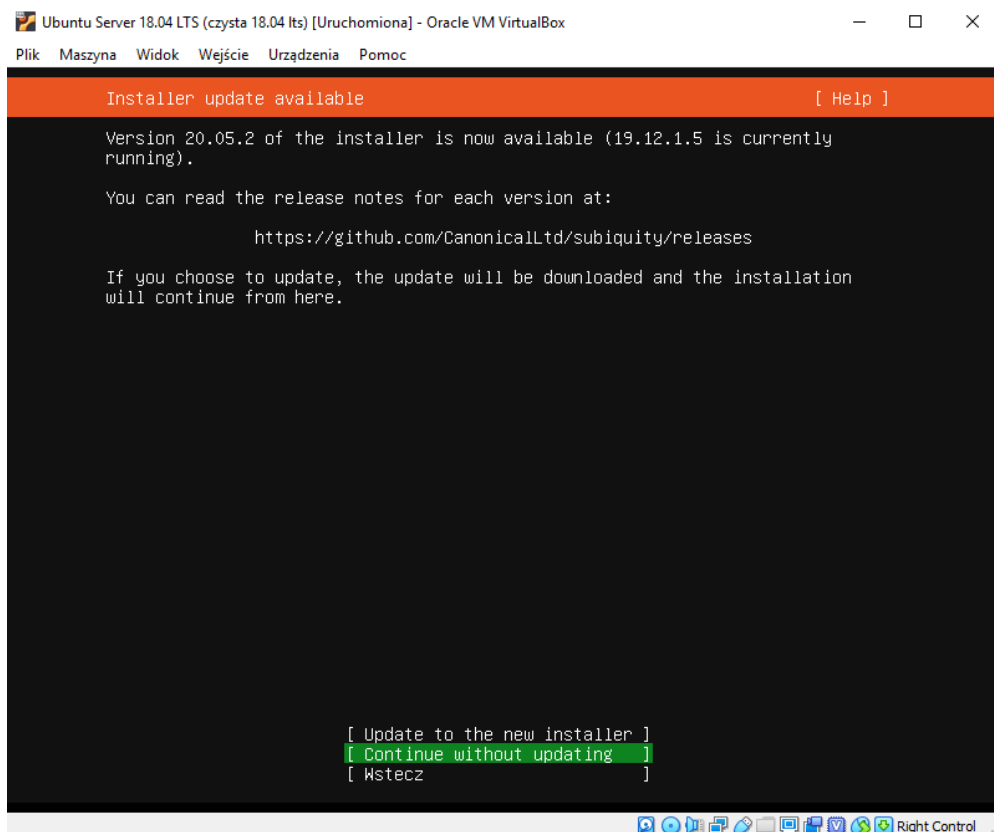 Ubuntu Server 18.04 LTS (czysta 18.04 lts) [Uruchomiona] - Oracle VM VirtualBox
Plik Maszyna Widok Wejście Urządzenia Pomoc
Installer update available [ Help ]
Version 20.05.2 of the installer is now available (19.12.1.5 is currently
running).
You can read the release notes for each version at:
https://github.com/CanonicalLtd/subiquity/releases
If you choose to update, the update will be downloaded and the installation
will continue from here.
[ Update to the new installer ]
[ Continue without updating ]
[ Wstecz ]
Right Control